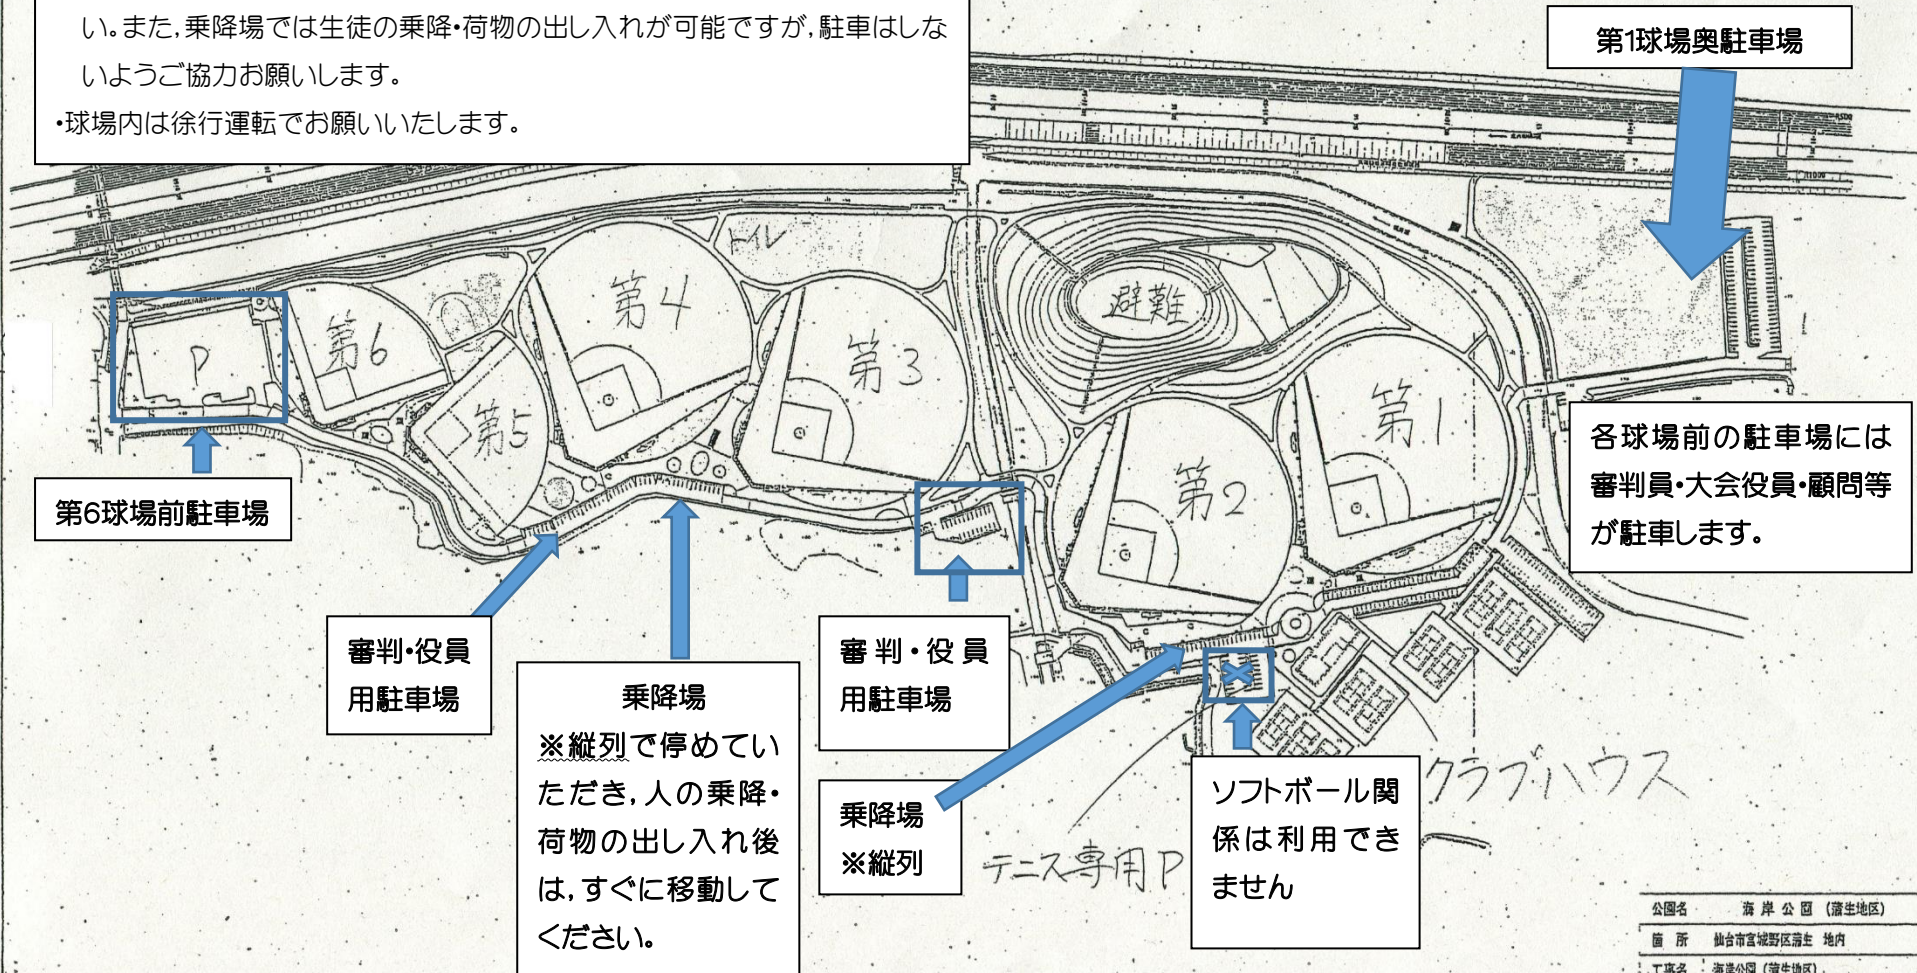 い。また,乗降場では生徒の乗降・荷物の出し入れが可能ですが,駐車はしな
いようご協力お願いします。
・球場内は徐行運転でお願いいたします。
第1球場奥駐車場
トイレ
第4
避難
第3
第6
P
第5
第1
第2
各球場前の駐車場には
審判員・大会役員・顧問等
が駐車します。
第6球場前駐車場
審判・役員
用駐車場
乗降場
※縦列で停めてい
ただき,人の乗降・
荷物の出し入れ後
は,すぐに移動して
ください。
審判・役員
用駐車場
乗降場
※縦列
ソフトボール関
係は利用でき
ません
クラブハウス
テニス専用P
公園名 海岸公園(蒲生地区)
箇所 仙台市宮城野区蒲生 地内
工事名 海岸公園(蒲生地区)